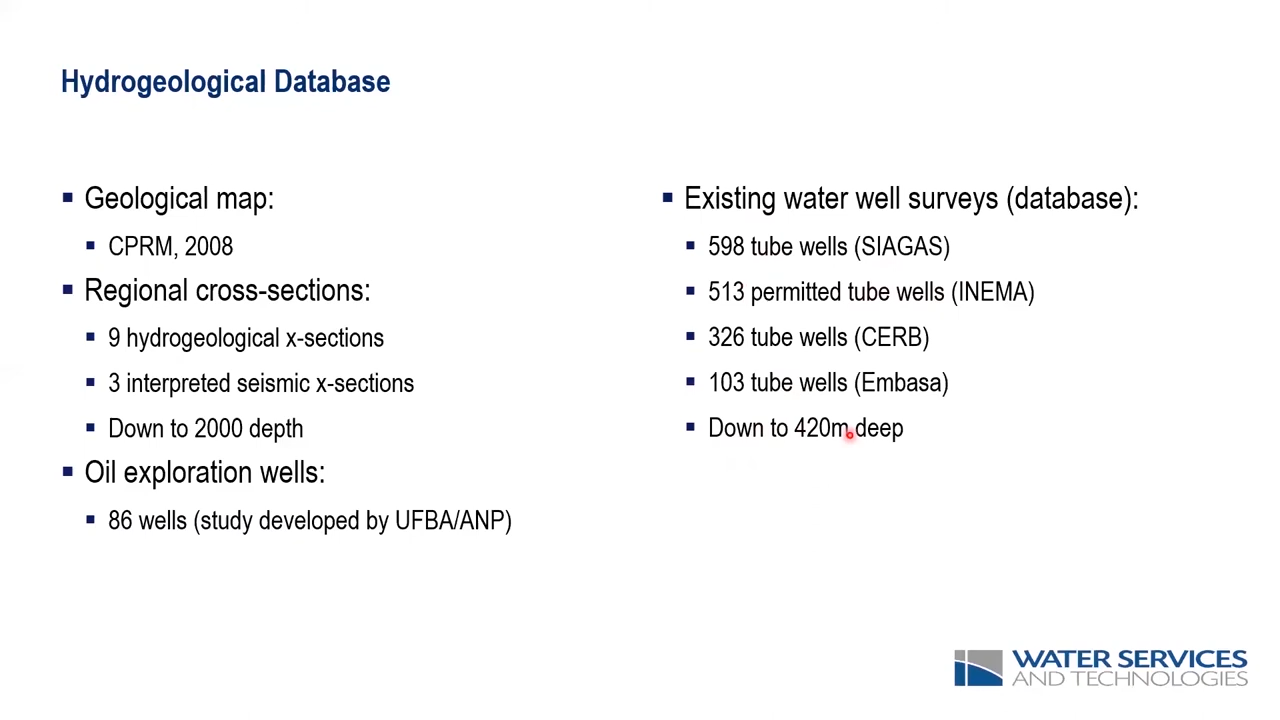 Hydrogeological Database
Geological map:
CPRM, 2008
Regional cross-sections:
9 hydrogeological x-sections
3 interpreted seismic x-sections
Down to 2000 depth
Oil exploration wells:
86 wells (study developed by UFBA/ANP)
Existing water well surveys (database):
598 tube wells (SIAGAS)
513 permitted tube wells (INEMA)
326 tube wells (CERB)
103 tube wells (Embasa)
Down to 420m deep
WATER SERVICES
AND TECHNOLOGIES